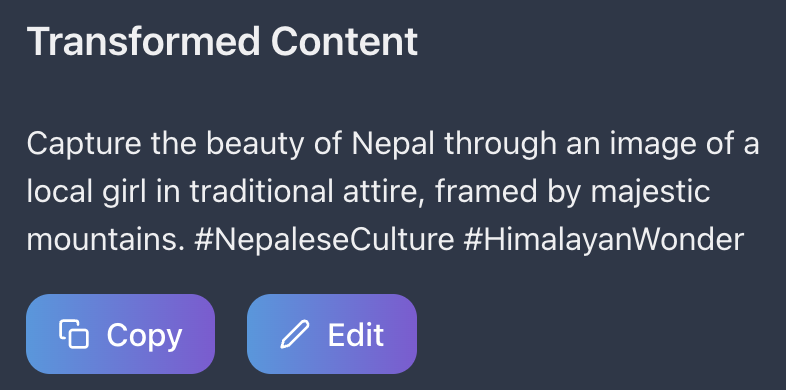 Transformed Content
Capture the beauty of Nepal through an image of a
local girl in traditional attire, framed by majestic
mountains. #NepaleseCulture #HimalayanWonder
Copy
Edit